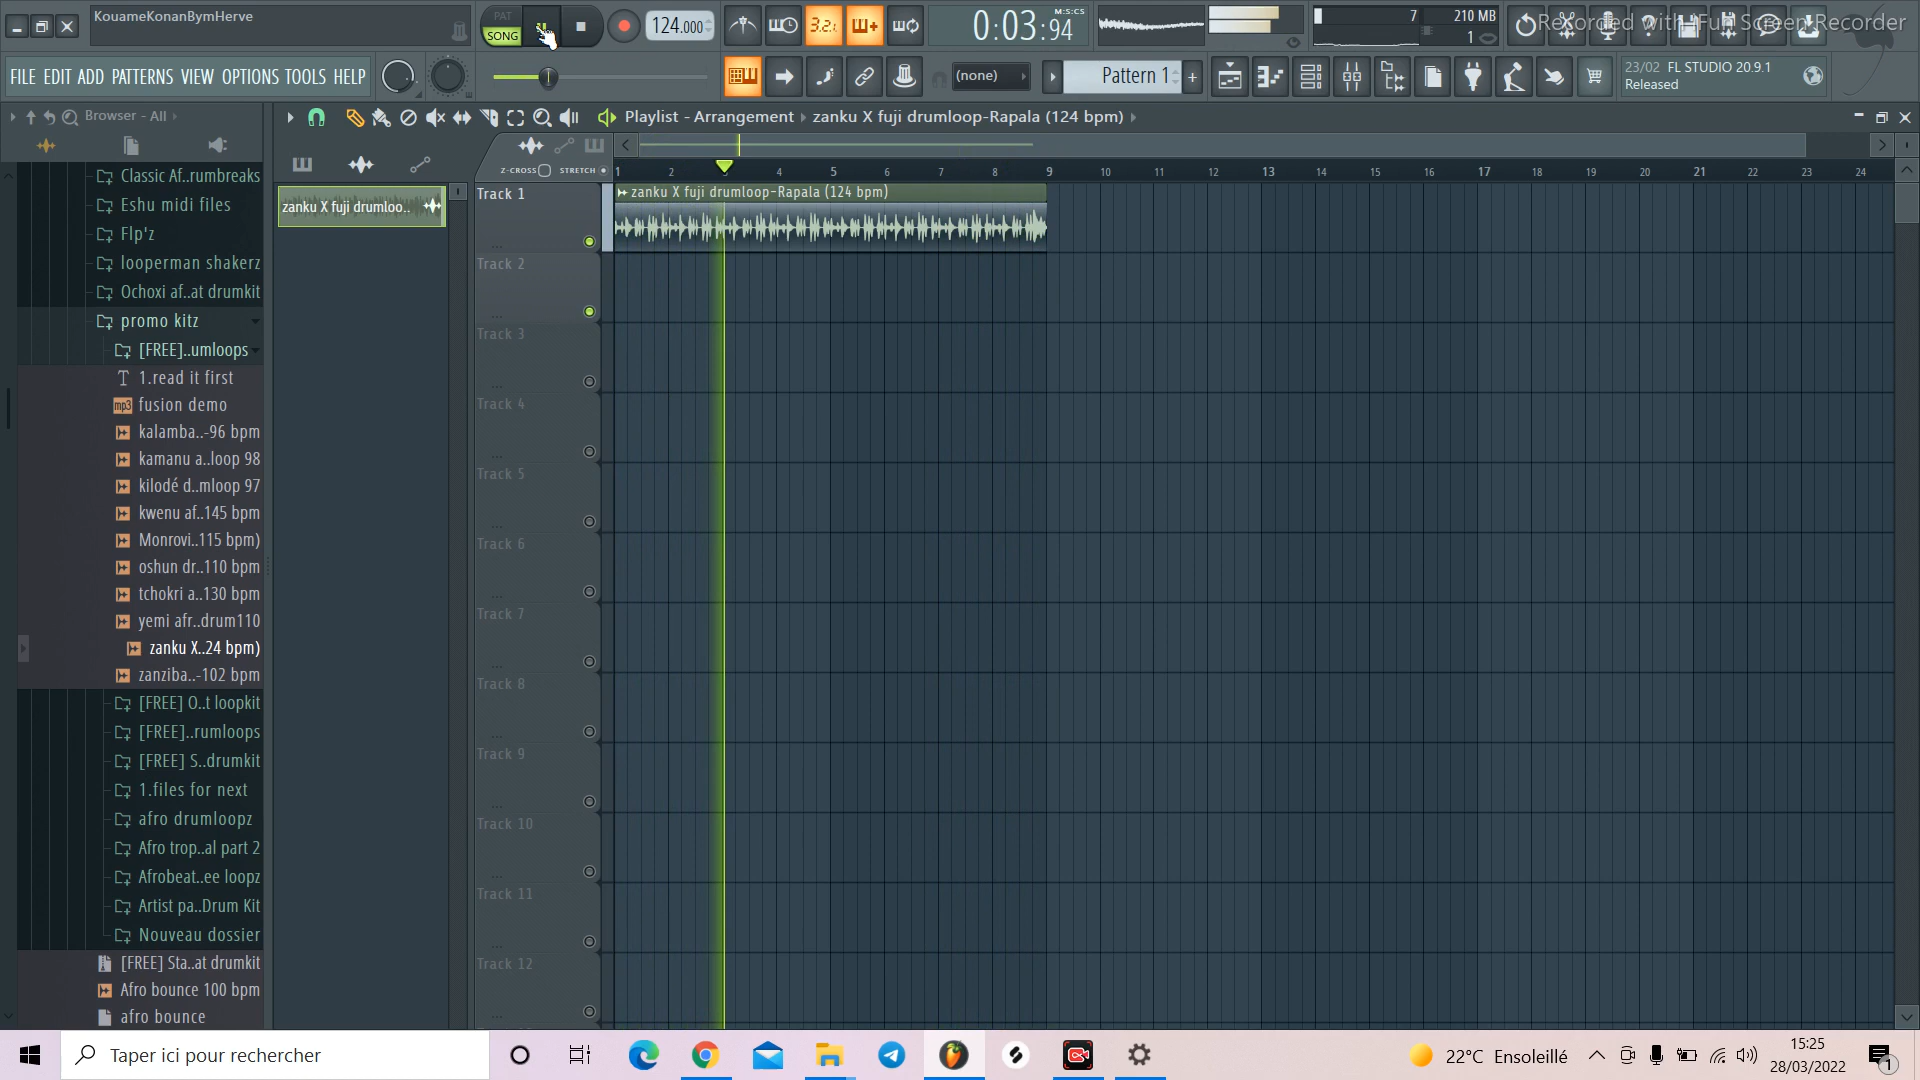 KouameKonanBymHerve
PAT
SONG
124.000
3.2.
0:03:94
M:S:CS
7
210 MB
1
Recorded with iFun Screen Recorder
FILE EDIT ADD PATTERNS VIEW OPTIONS TOOLS HELP
(none)
Pattern 1
+
23/02 FL STUDIO 20.9.1
Released
Browser - All
Playlist - Arrangement › zanku X fuji drumloop-Rapala (124 bpm) ›
Z-CROSS
STRETCH
1 2 3 4 5 6 7 8 9 10 11 12 13 14 15 16 17 18 19 20 21 22 23 24
zanku X fuji drumloo..
zanku X fuji drumloop-Rapala (124 bpm)
Track 1
Track 2
Track 3
Track 4
Track 5
Track 6
Track 7
Track 8
Track 9
Track 10
Track 11
Track 12
Classic Af..rumbreaks
Eshu midi files
Flp'z
looperman shakerz
Ochoxi af..at drumkit
promo kitz
[FREE]..umloops
1.read it first
mp3 fusion demo
kalamba..-96 bpm
kamanu a..loop 98
kilodé d..mloop 97
kwenu af..145 bpm
Monrovi..115 bpm)
oshun dr..110 bpm
tchokri a..130 bpm
yemi afr..drum110
zanku X..24 bpm)
zanziba..-102 bpm
[FREE] O..t loopkit
[FREE]..rumloops
[FREE] S..drumkit
1.files for next
afro drumloopz
Afro trop..al part 2
Afrobeat..ee loopz
Artist pa..Drum Kit
Nouveau dossier
[FREE] Sta..at drumkit
Afro bounce 100 bpm
afro bounce
Taper ici pour rechercher
22°C Ensoleillé
15:25
28/03/2022
1